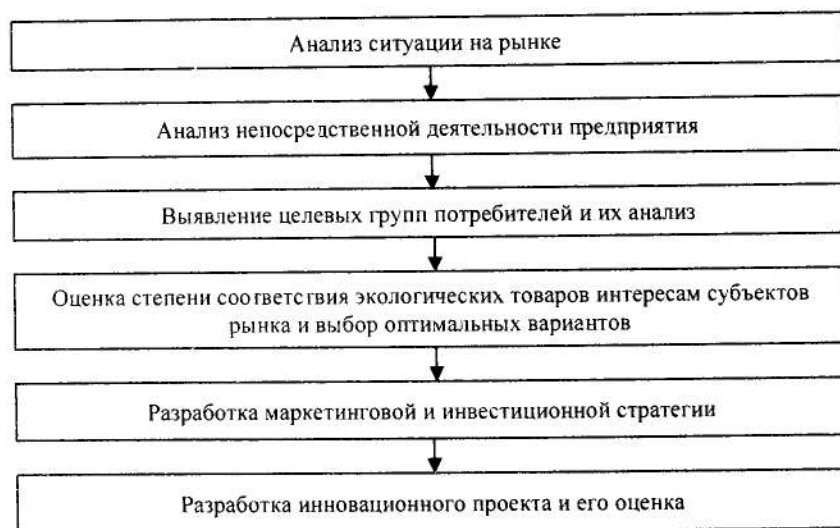 Анализ ситуации на рынке
Анализ непосредственной деятельности предприятия
Выявление целевых групп потребителей и их анализ
Оценка степени соответствия экологических товаров интересам субъектов
рынка и выбор оптимальных вариантов
Разработка маркетинговой и инвестиционной стратегии
Разработка инновационного проекта и его оценка